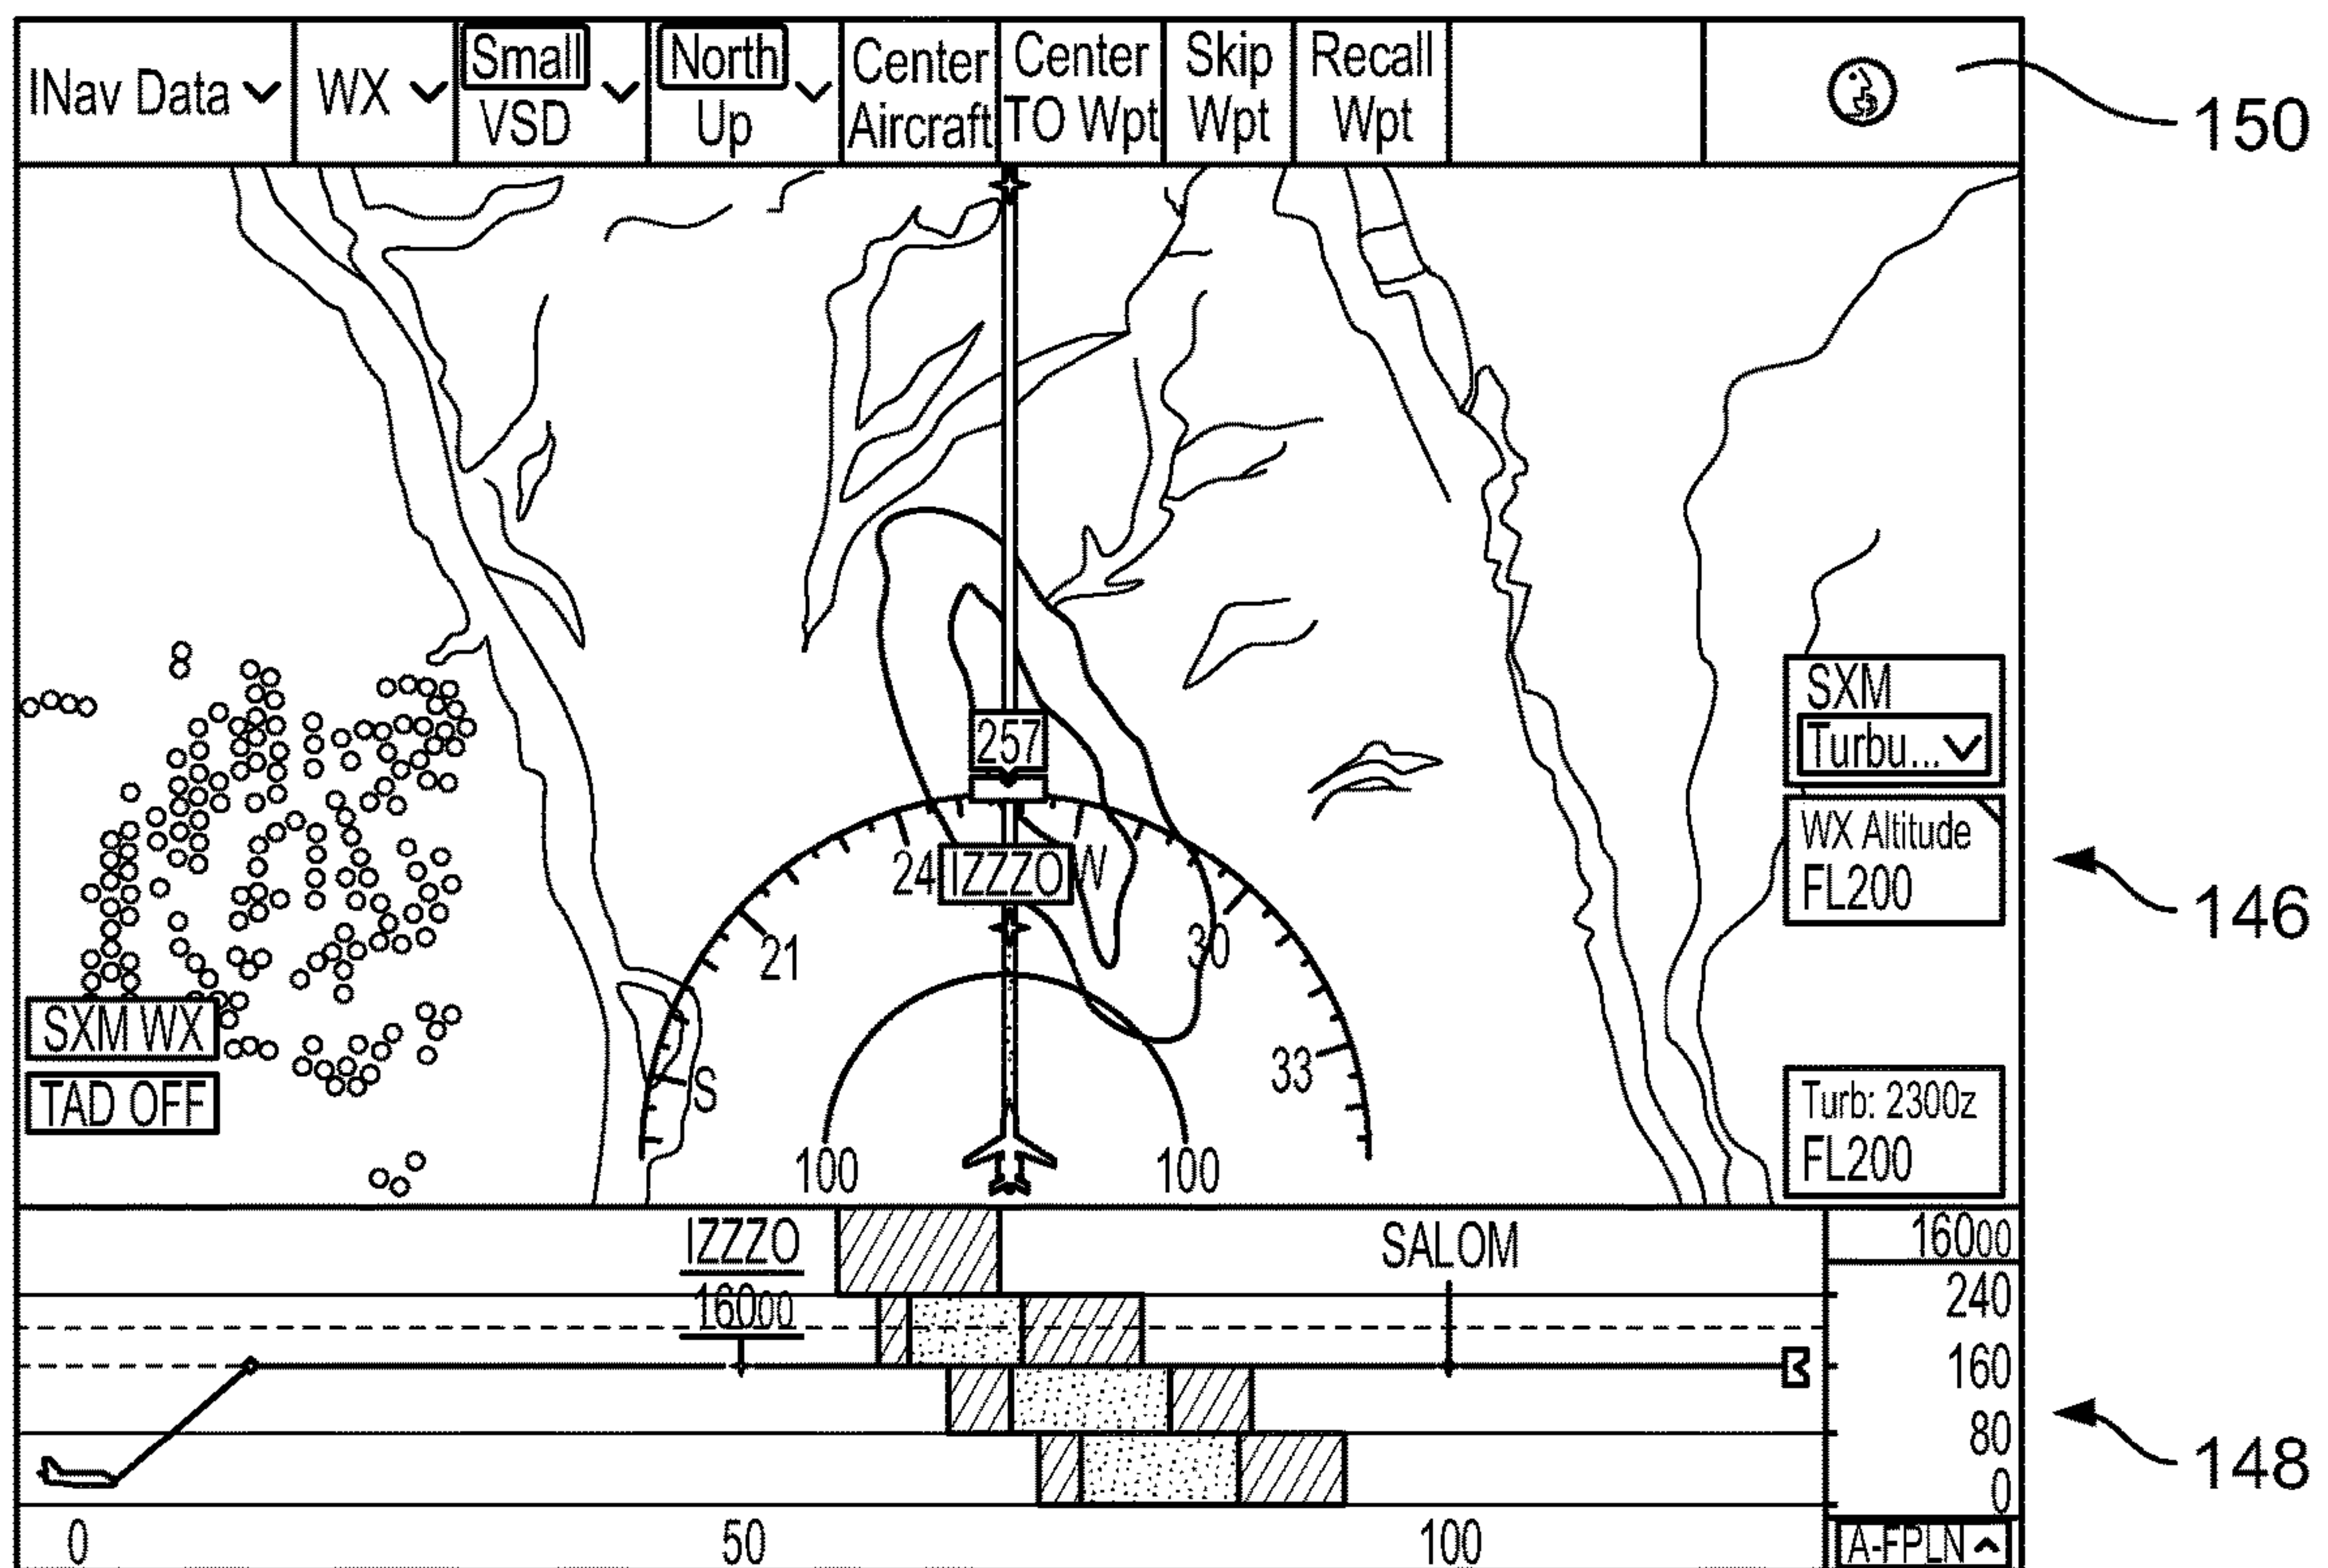 INav Data
WX
Small
VSD
North
Up
Center
Aircraft
Center
TO Wpt
Skip
Wpt
Recall
Wpt
150
SXM
Turbu...
257
WX Altitude
FL200
146
24
IZZZO
W
21
30
SXM WX
33
S
TAD OFF
Turb: 2300z
FL200
100
100
IZZZO
16000
SALOM
16000
240
160
80
0
148
0
50
100
A-FPLN